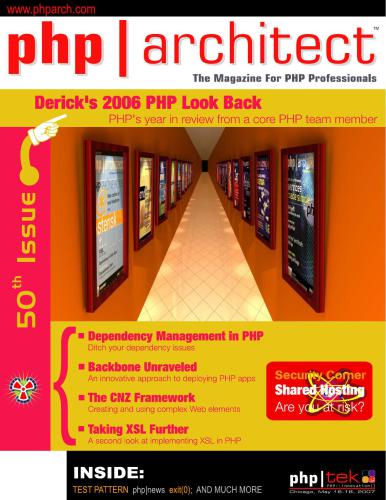 www.phparch.com
php|architect™
The Magazine For PHP Professionals
Derick's 2006 PHP Look Back
PHP's year in review from a core PHP team member
50th Issue
Dependency Management in PHP
Ditch your dependency issues
Backbone Unraveled
An innovative approach to deploying PHP apps
The CNZ Framework
Creating and using complex Web elements
Taking XSL Further
A second look at implementing XSL in PHP
Security Corner
Shared Hosting
Are you at risk?
INSIDE:
TEST PATTERN php|news exit(0); AND MUCH MORE
php|tek
Chicago, May 16-18, 2007